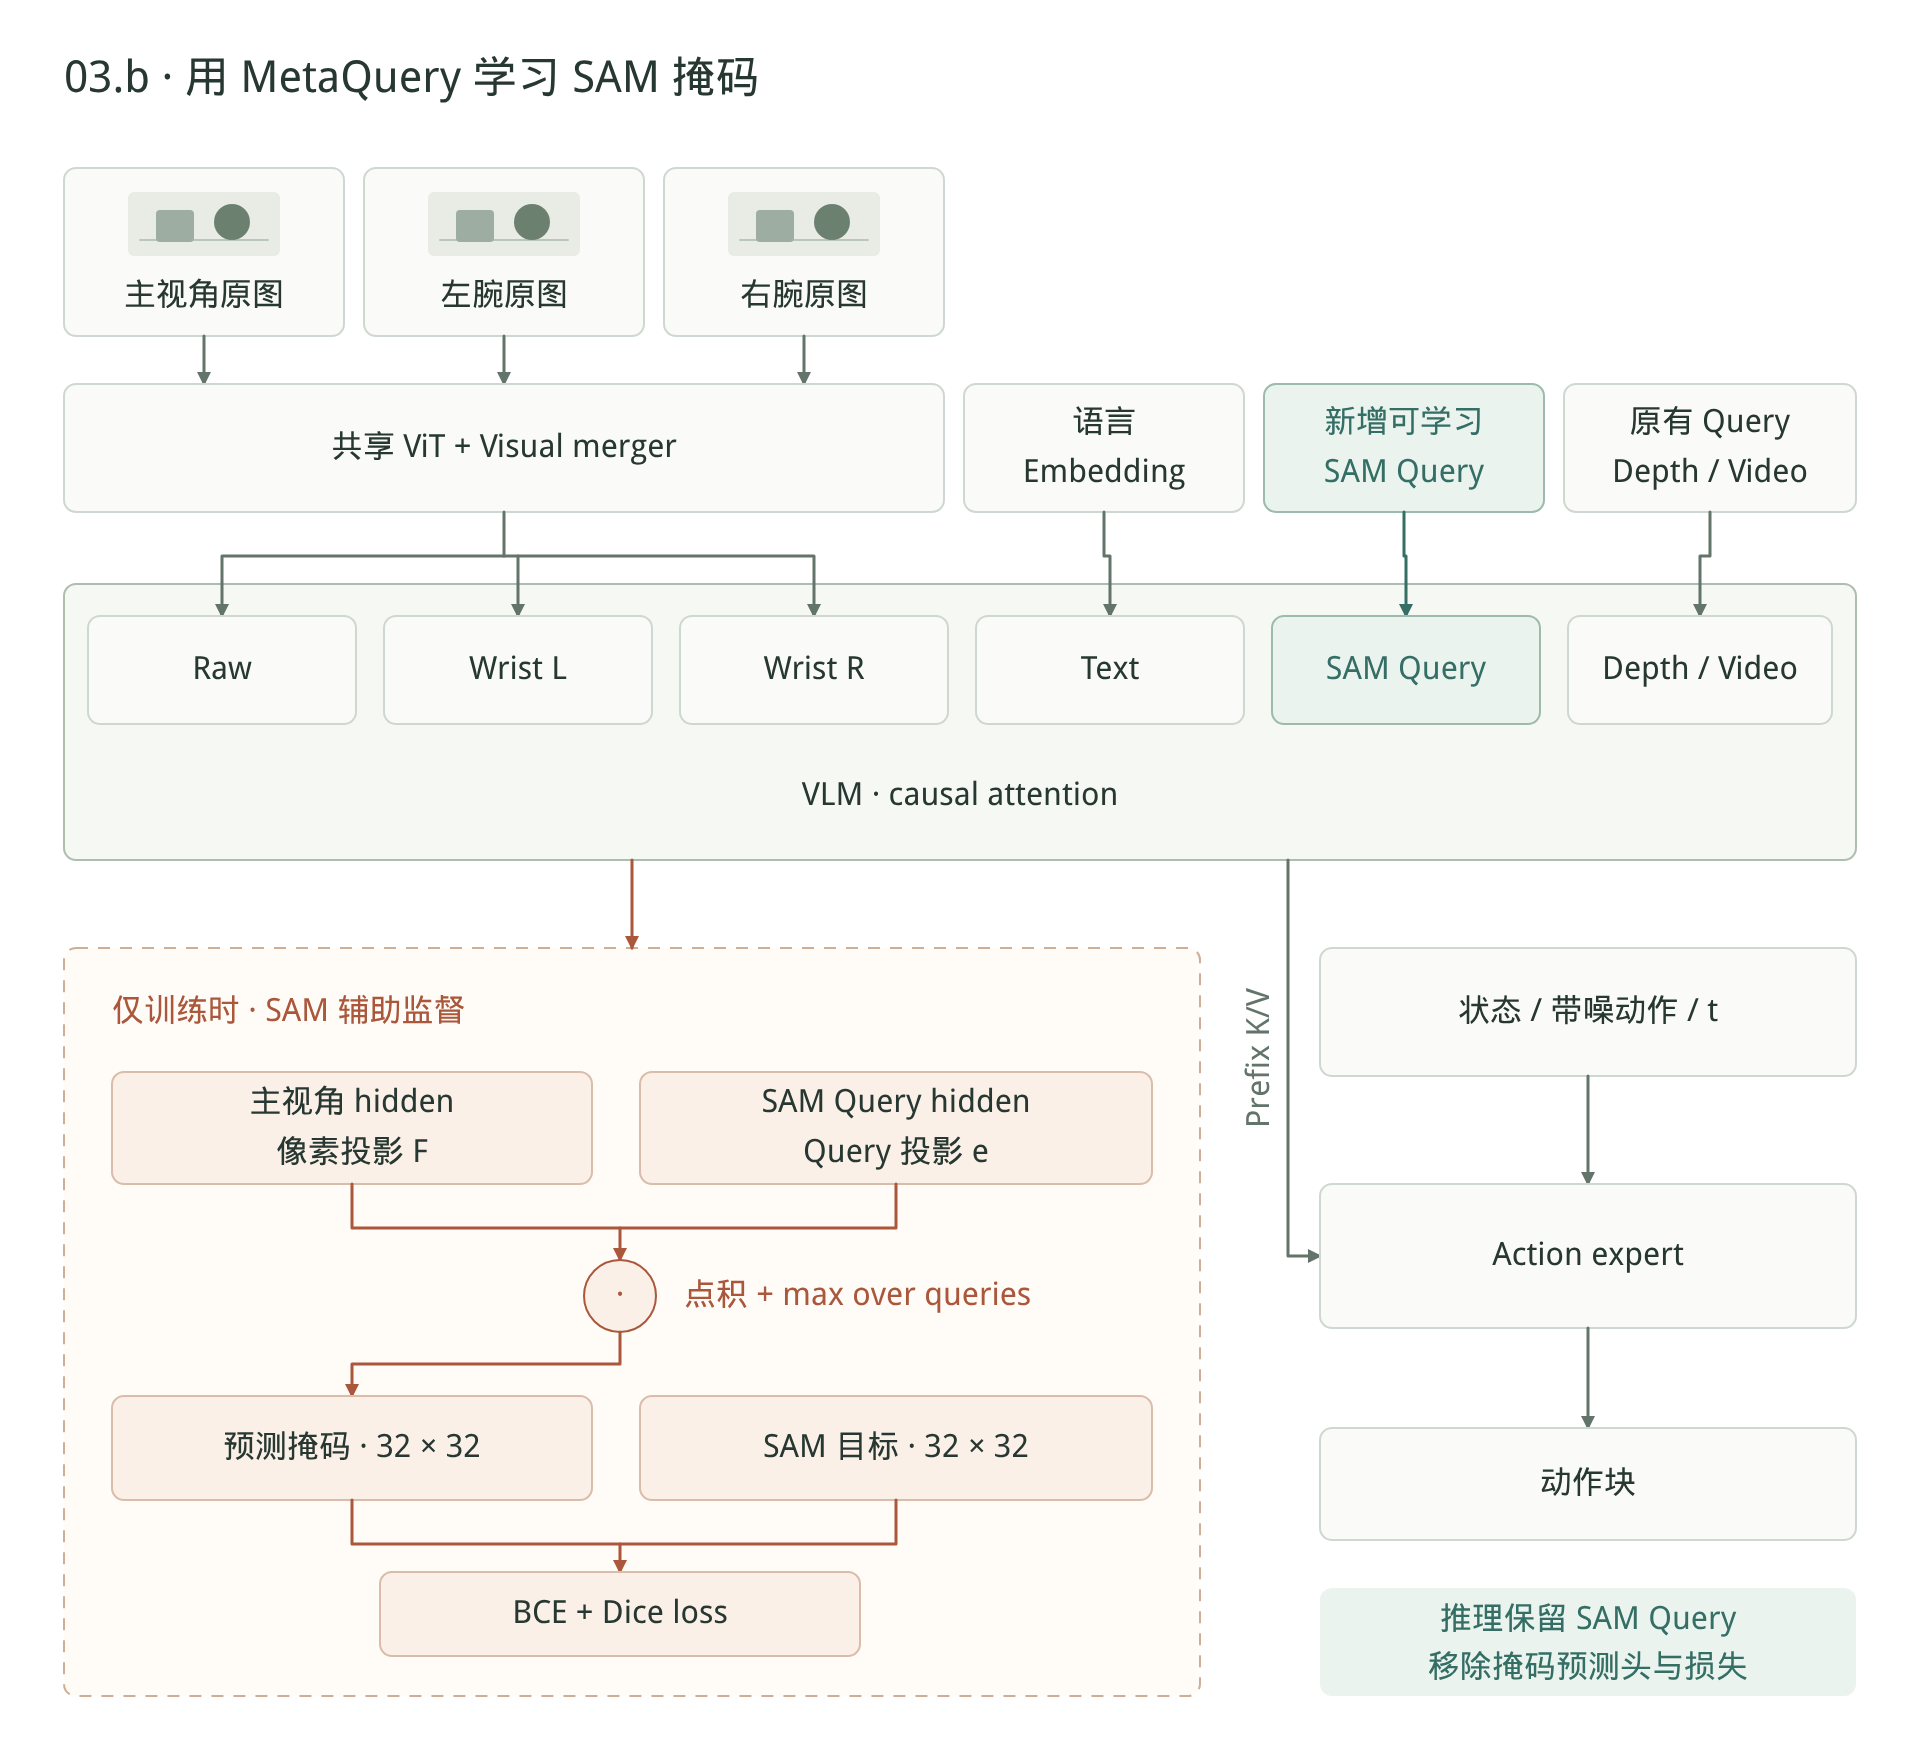 03.b · 用 MetaQuery 学习 SAM 掩码
主视角原图
左腕原图
右腕原图
共享 ViT + Visual merger
语言
Embedding
新增可学习
SAM Query
原有 Query
Depth / Video
Raw
Wrist L
Wrist R
Text
SAM Query
Depth / Video
VLM · causal attention
仅训练时 · SAM 辅助监督
主视角 hidden
像素投影 F
SAM Query hidden
Query 投影 e
·
点积 + max over queries
预测掩码 · 32 × 32
SAM 目标 · 32 × 32
BCE + Dice loss
Prefix K/V
状态 / 带噪动作 / t
Action expert
动作块
推理保留 SAM Query
移除掩码预测头与损失